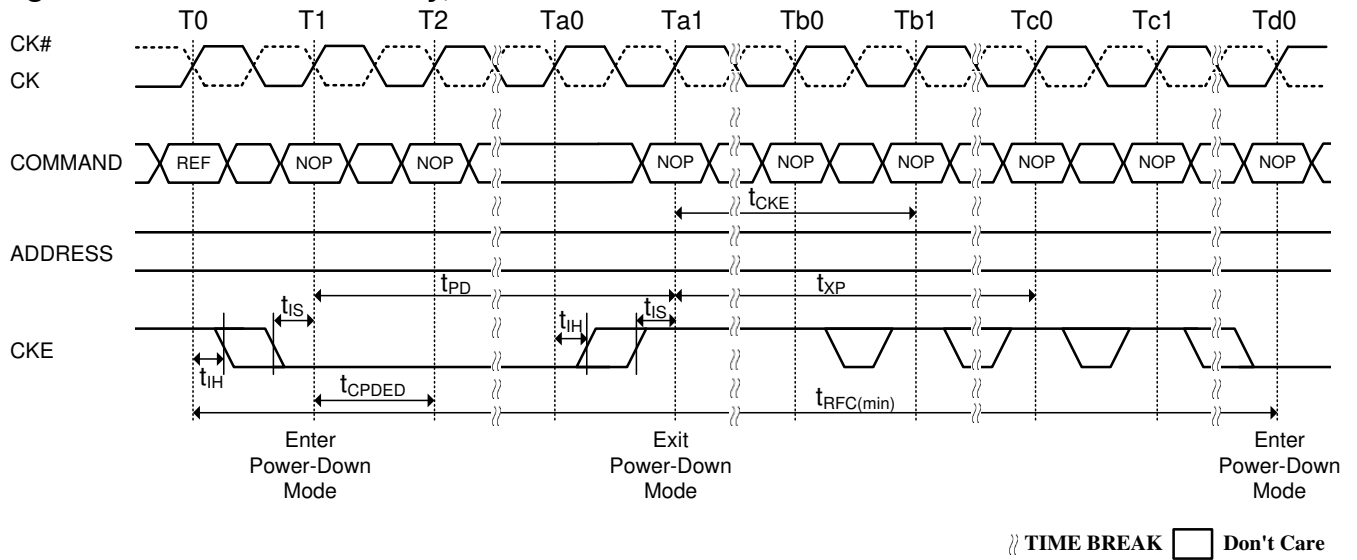 T0 T1 T2 Ta0 Ta1 Tb0 Tb1 Tc0 Tc1 Td0
CK#
CK
COMMAND REF NOP NOP NOP NOP NOP NOP NOP NOP
tCKE
ADDRESS
tPD tXP
tIS tIH tIS
CKE
tIH
tCPDED
tRFC(min)
Enter Power-Down Mode
Exit Power-Down Mode
Enter Power-Down Mode
TIME BREAK Don't Care